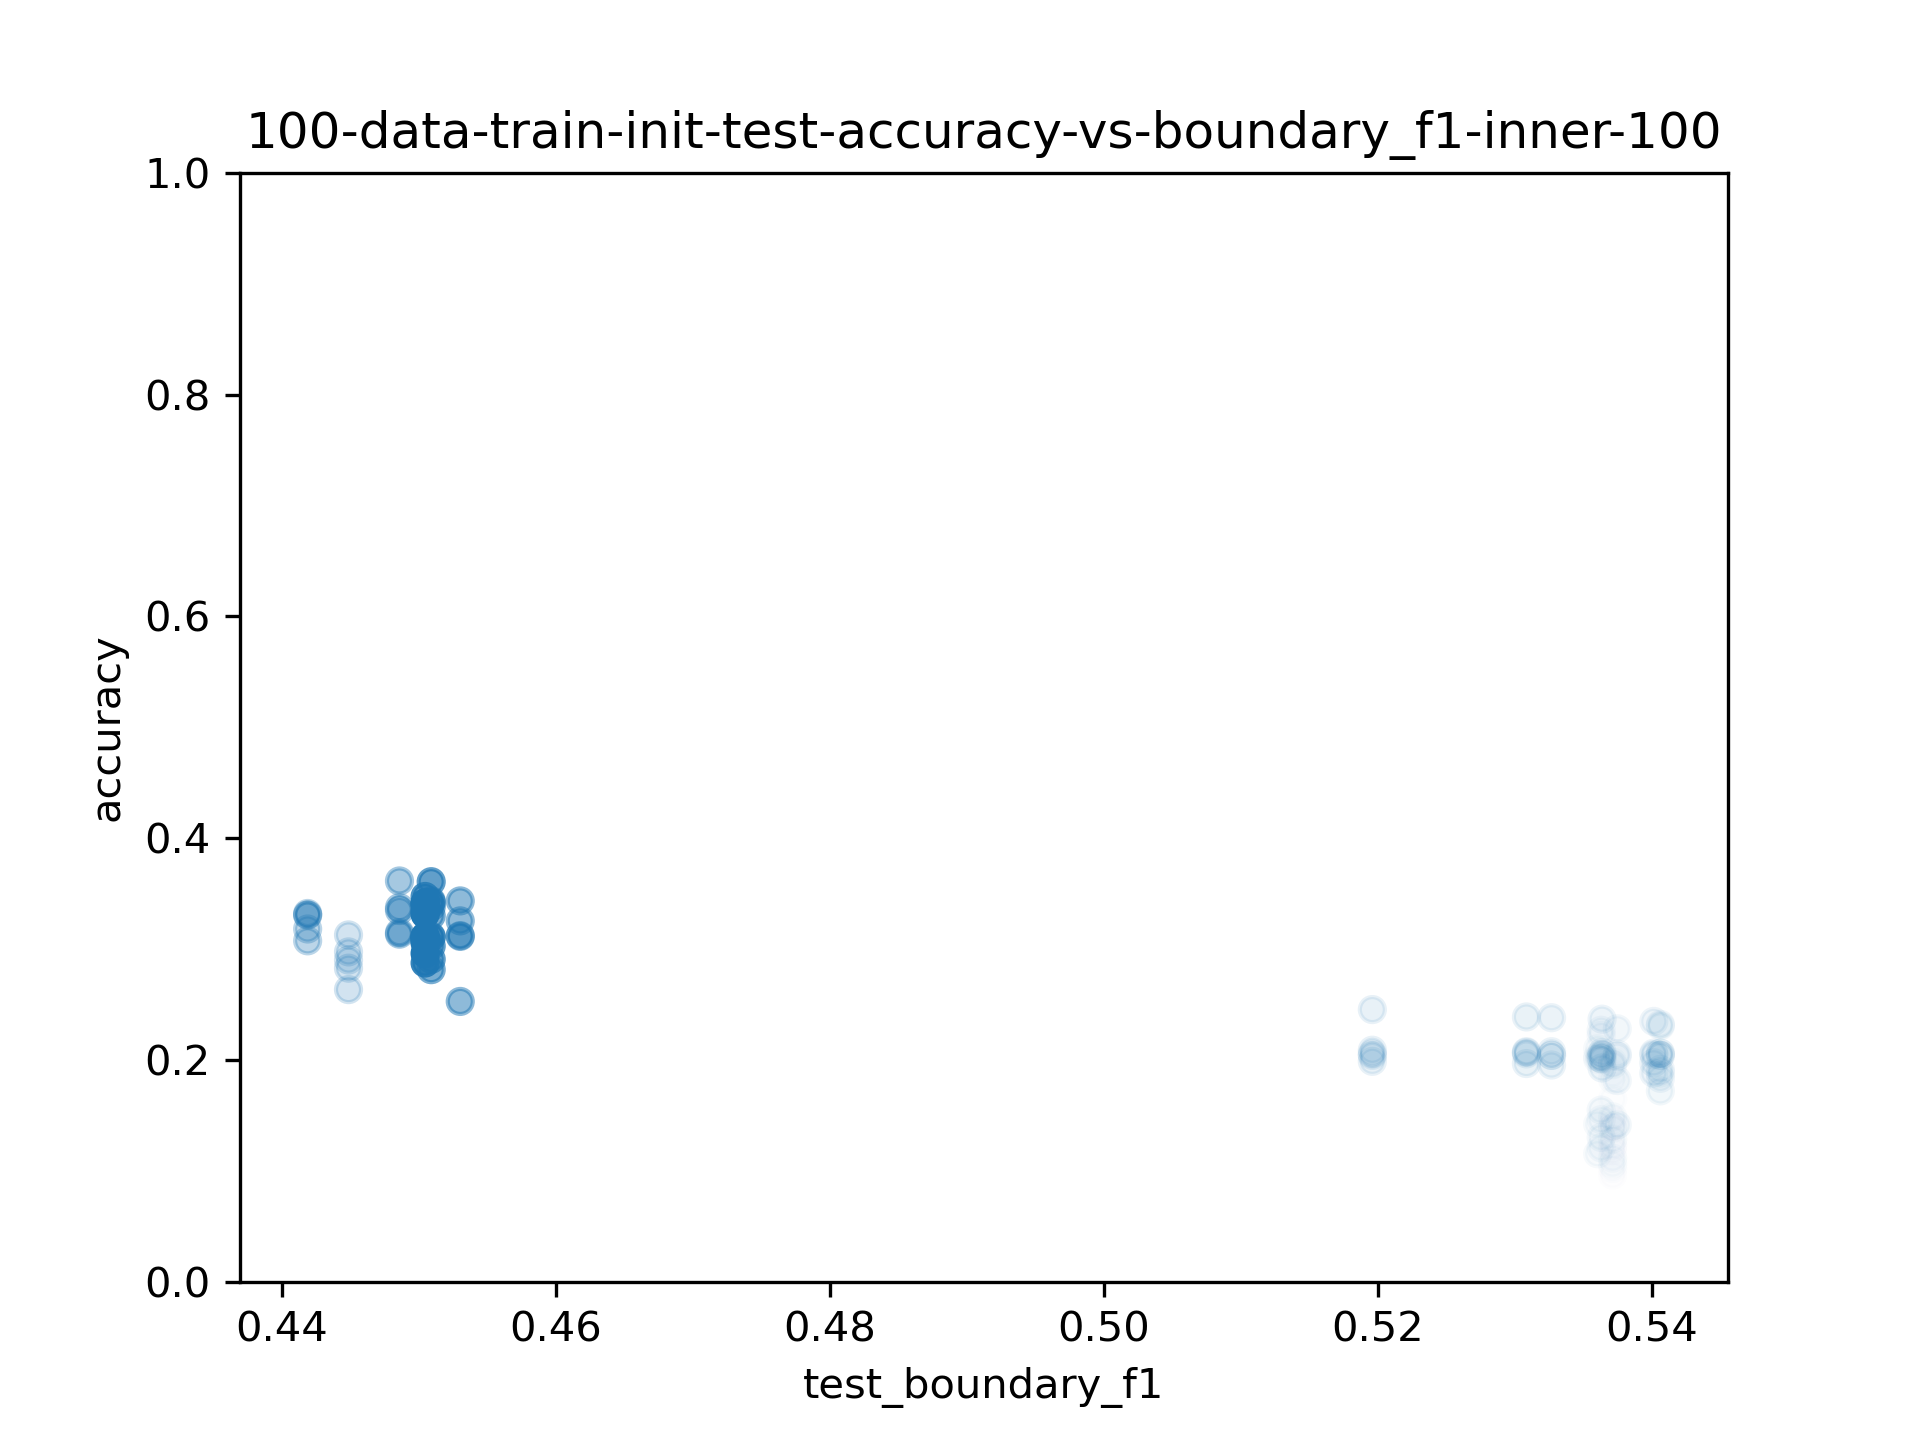 100-data-train-init-test-accuracy-vs-boundary_f1-inner-100
1.0
0.8
0.6
0.4
0.2
0.0
accuracy
0.44 0.46 0.48 0.50 0.52 0.54
test_boundary_f1